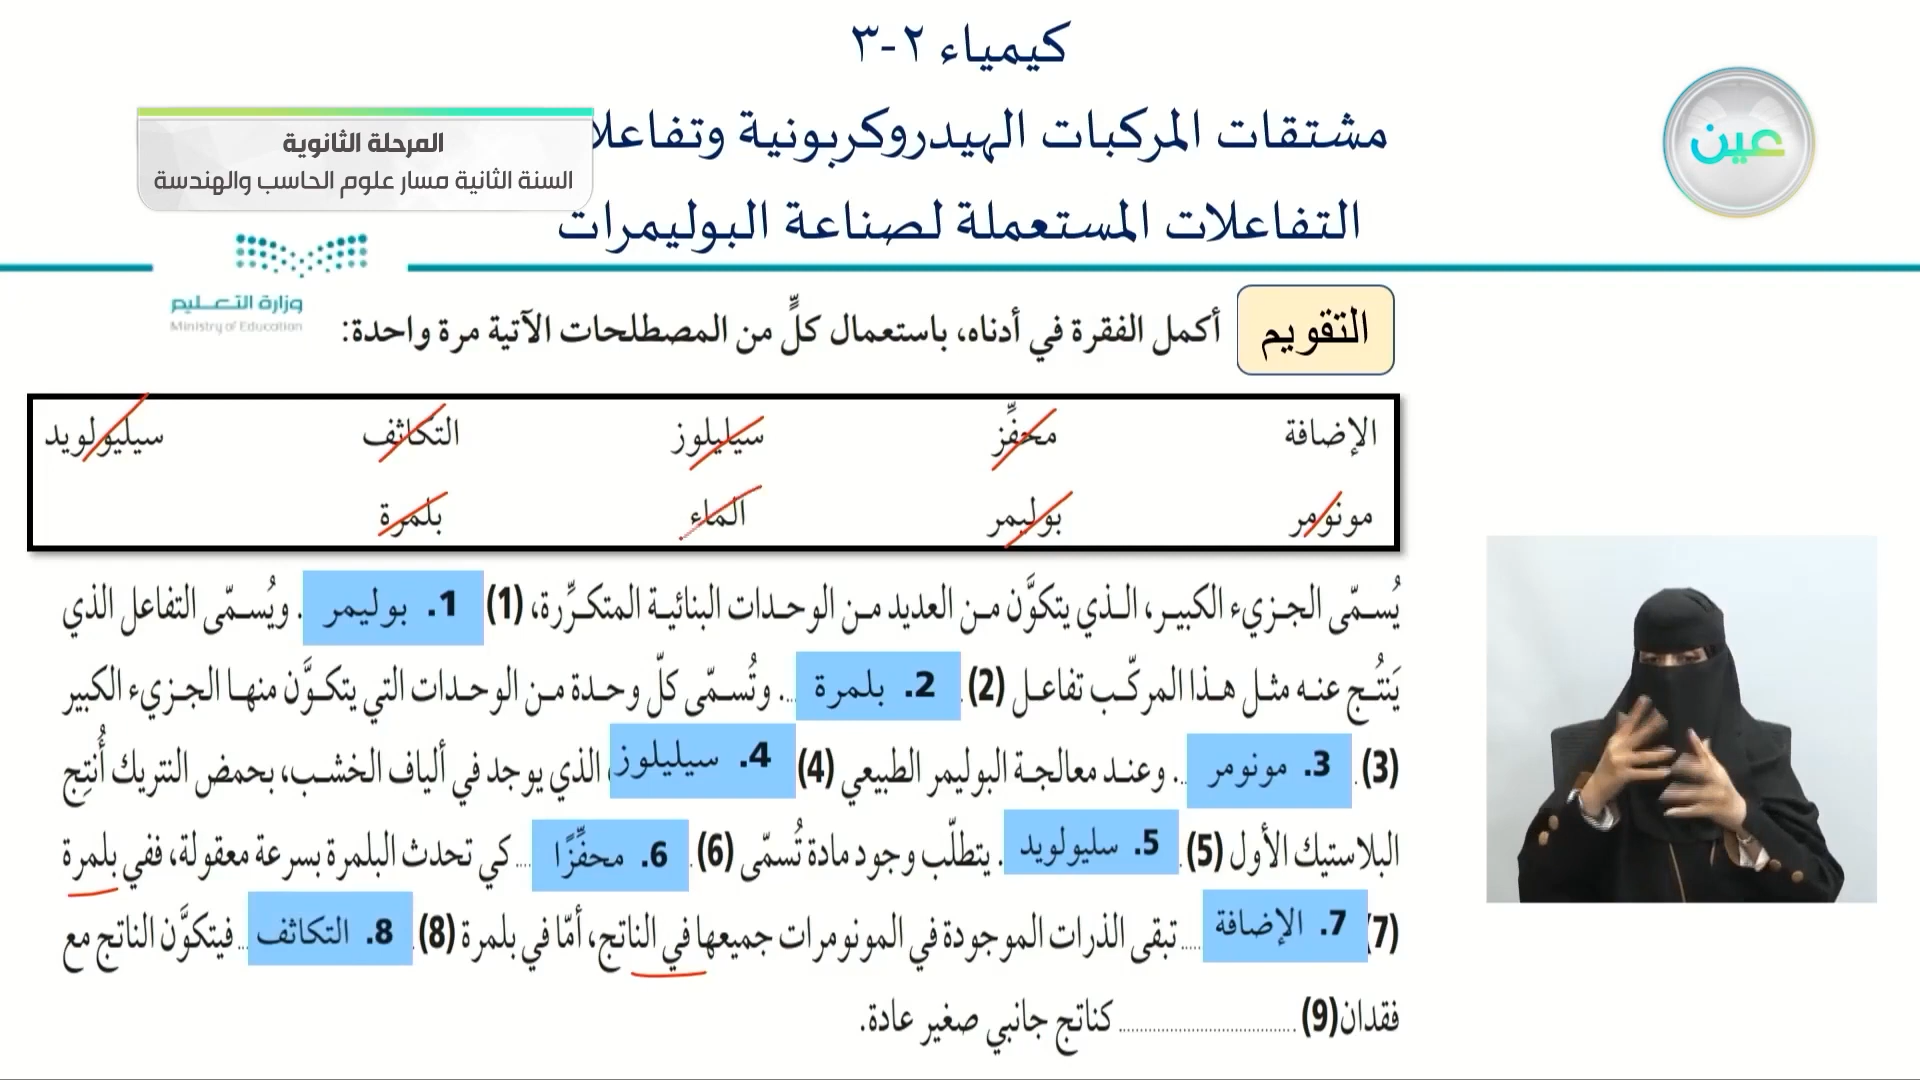 كيمياء ٢-٣
مشتقات المركبات الهيدروكربونية
المرحلة الثانوية
السنة الثانية مسار علوم الحاسب والهندسة
عين
التفاعلات المستعملة لصناعة البوليمرات
وزارة التعليم
Ministry of Education
التقويم
أكمل الفقرة في أدناه، باستعمال كلٍّ من المصطلحات الآتية مرة واحدة:
الإضافة محفِّز سيليلوز التكاثف سيليولويد
مونومر بوليمر الماء بلمرة
يُسمّى الجزيء الكبير، الذي يتكوَّن من العديد من الوحدات البنائية المتكرِّرة، (1) 1. بوليمر . ويُسمّى التفاعل الذي
يَنتُج عنه مثل هذا المركّب تفاعل (2) 2. بلمرة ... وتُسمّى كلّ وحدة من الوحدات التي يتكوَّن منها الجزيء الكبير
(3) 3. مونومر ... وعند معالجة البوليمر الطبيعي (4) 4. سيليلوز الذي يوجد في ألياف الخشب، بحمض النتريك أُنتِج
البلاستيك الأول (5) 5. سليولويد . يتطلّب وجود مادة تُسمّى (6) 6. محفِّزًا .... كي تحدث البلمرة بسرعة معقولة، ففي بلمرة
(7) 7. الإضافة ..... تبقى الذرات الموجودة في المونومرات جميعها في الناتج، أمّا في بلمرة (8) 8. التكاثف .. فيتكوَّن الناتج مع
فقدان(9) .......................... كناتج جانبي صغير عادة.